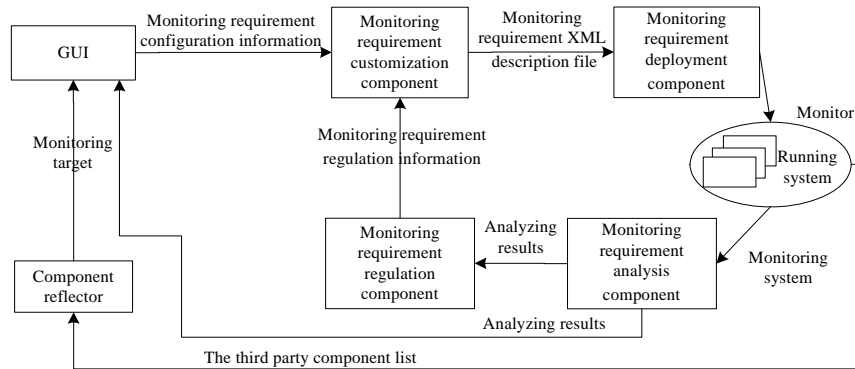 Monitoring requirement
configuration information
GUI
Monitoring
requirement
customization
component
Monitoring
requirement XML
description file
Monitoring
requirement
deployment
component
Monitor
Running
system
Monitoring
target
Monitoring requirement
regulation information
Component
reflector
Monitoring
requirement
regulation
component
Analyzing
results
Monitoring
requirement
analysis
component
Monitoring
system
Analyzing results
The third party component list